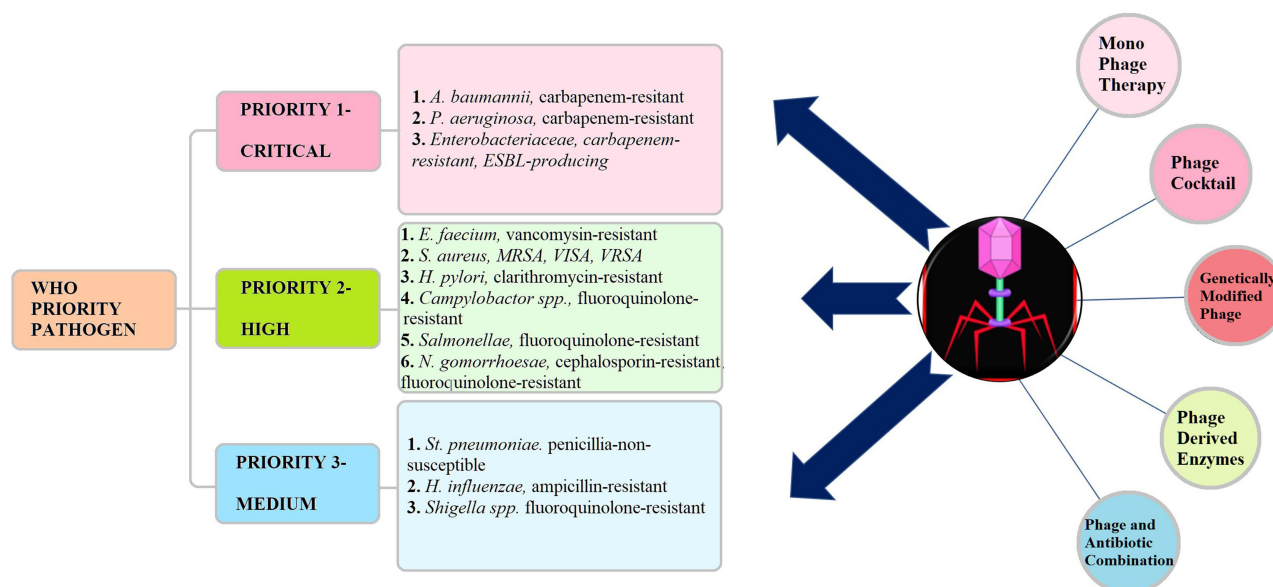 WHO
PRIORITY
PATHOGEN
PRIORITY 1-
CRITICAL
1. A. baumannii, carbapenem-resitant
2. P. aeruginosa, carbapenem-resistant
3. Enterobacteriaceae, carbapenem-
resistant, ESBL-producing
PRIORITY 2-
HIGH
1. E. faecium, vancomysin-resistant
2. S. aureus, MRSA, VISA, VRSA
3. H. pylori, clarithromycin-resistant
4. Campylobactor spp., fluoroquinolone-
resistant
5. Salmonellae, fluoroquinolone-resistant
6. N. gomorrhoesae, cephalosporin-resistant,
fluoroquinolone-resistant
PRIORITY 3-
MEDIUM
1. St. pneumoniae. penicillia-non-
susceptible
2. H. influenzae, ampicillin-resistant
3. Shigella spp. fluoroquinolone-resistant
Mono
Phage
Therapy
Phage
Cocktail
Genetically
Modified
Phage
Phage
Derived
Enzymes
Phage and
Antibiotic
Combination